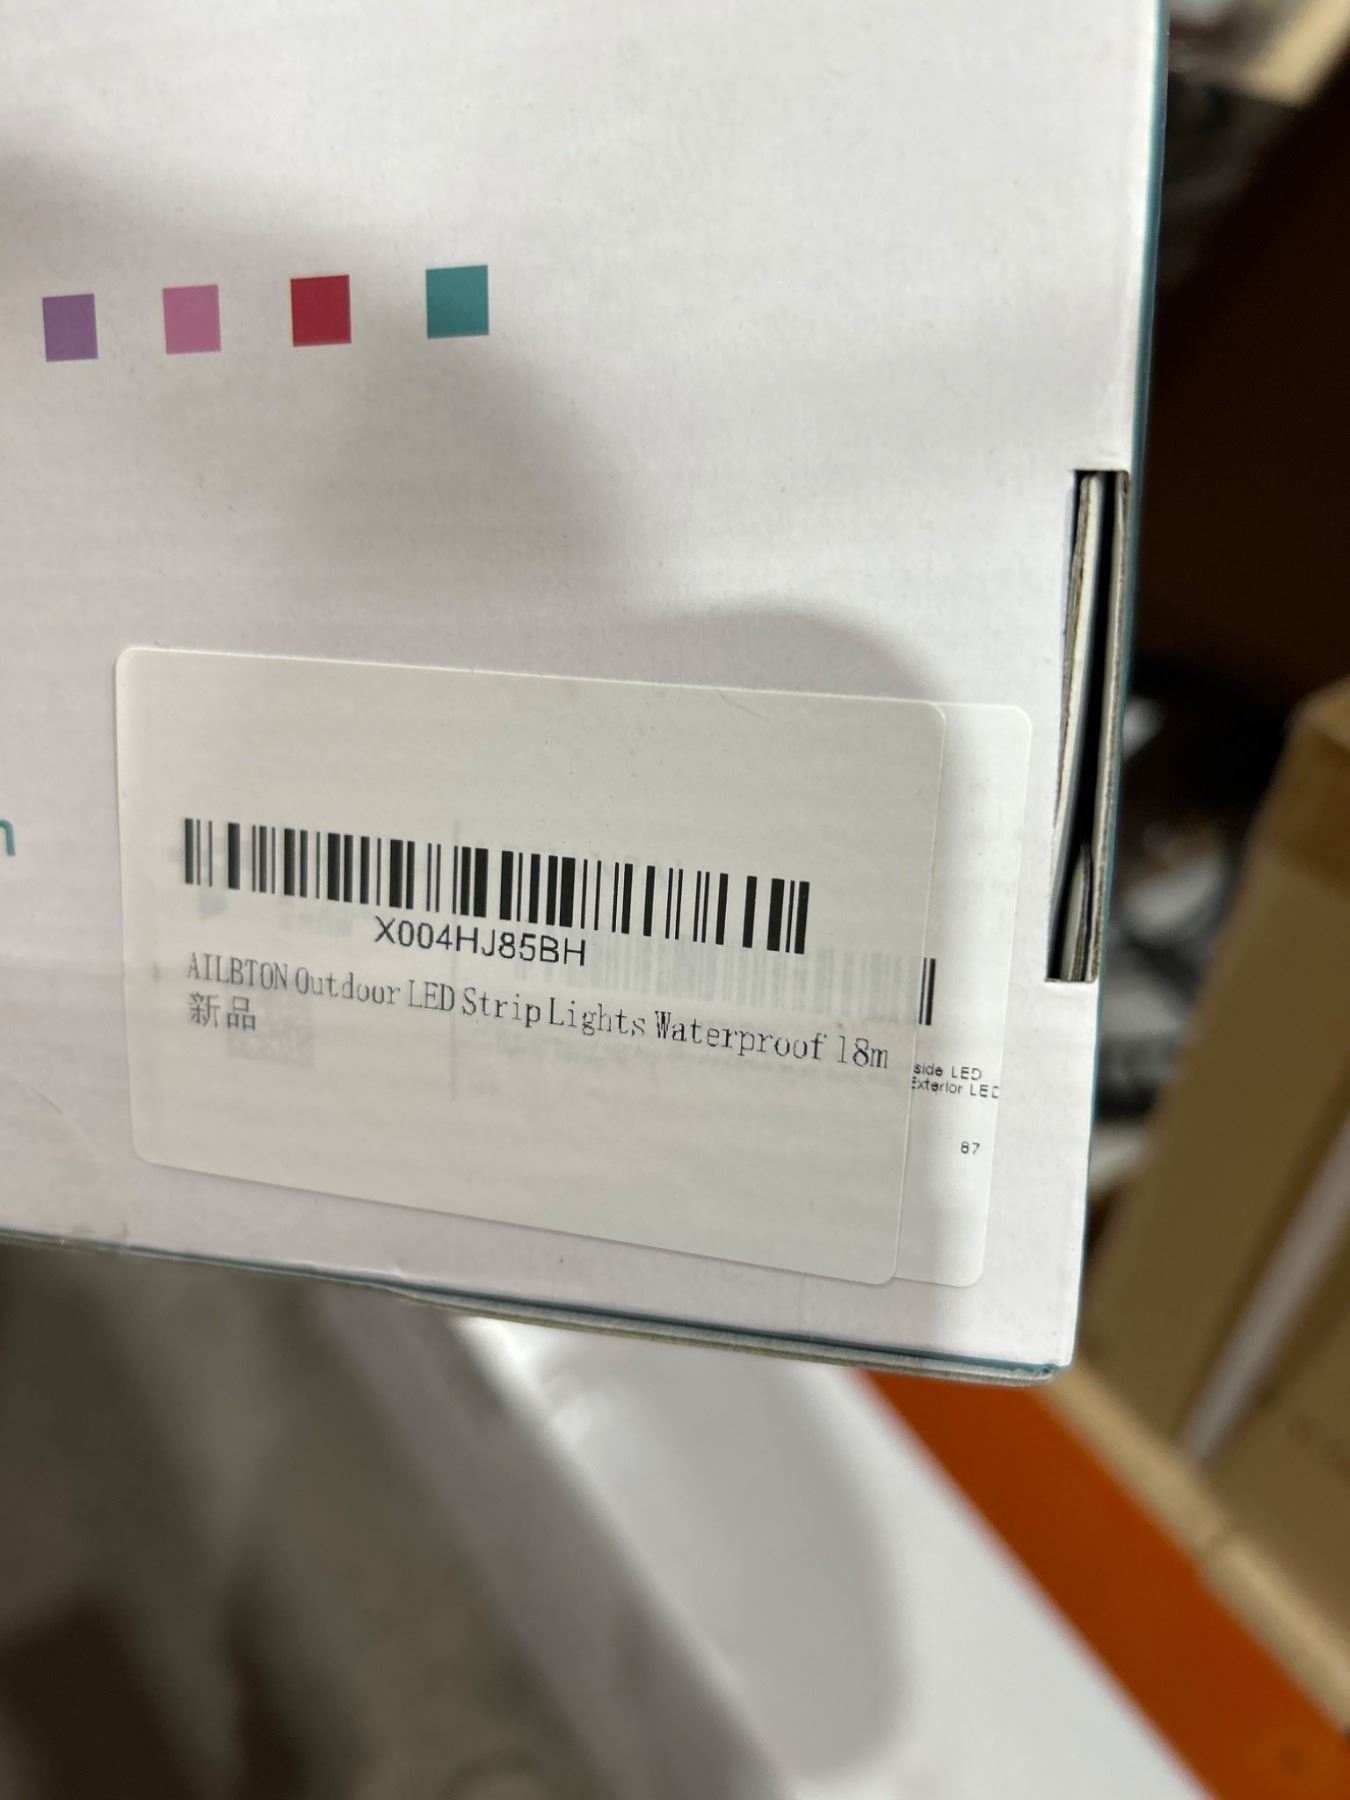 X004HJ85BH
AILBTON Outdoor LED Strip Lights Waterproof 18m
新品
side LED
Exterior LED
87